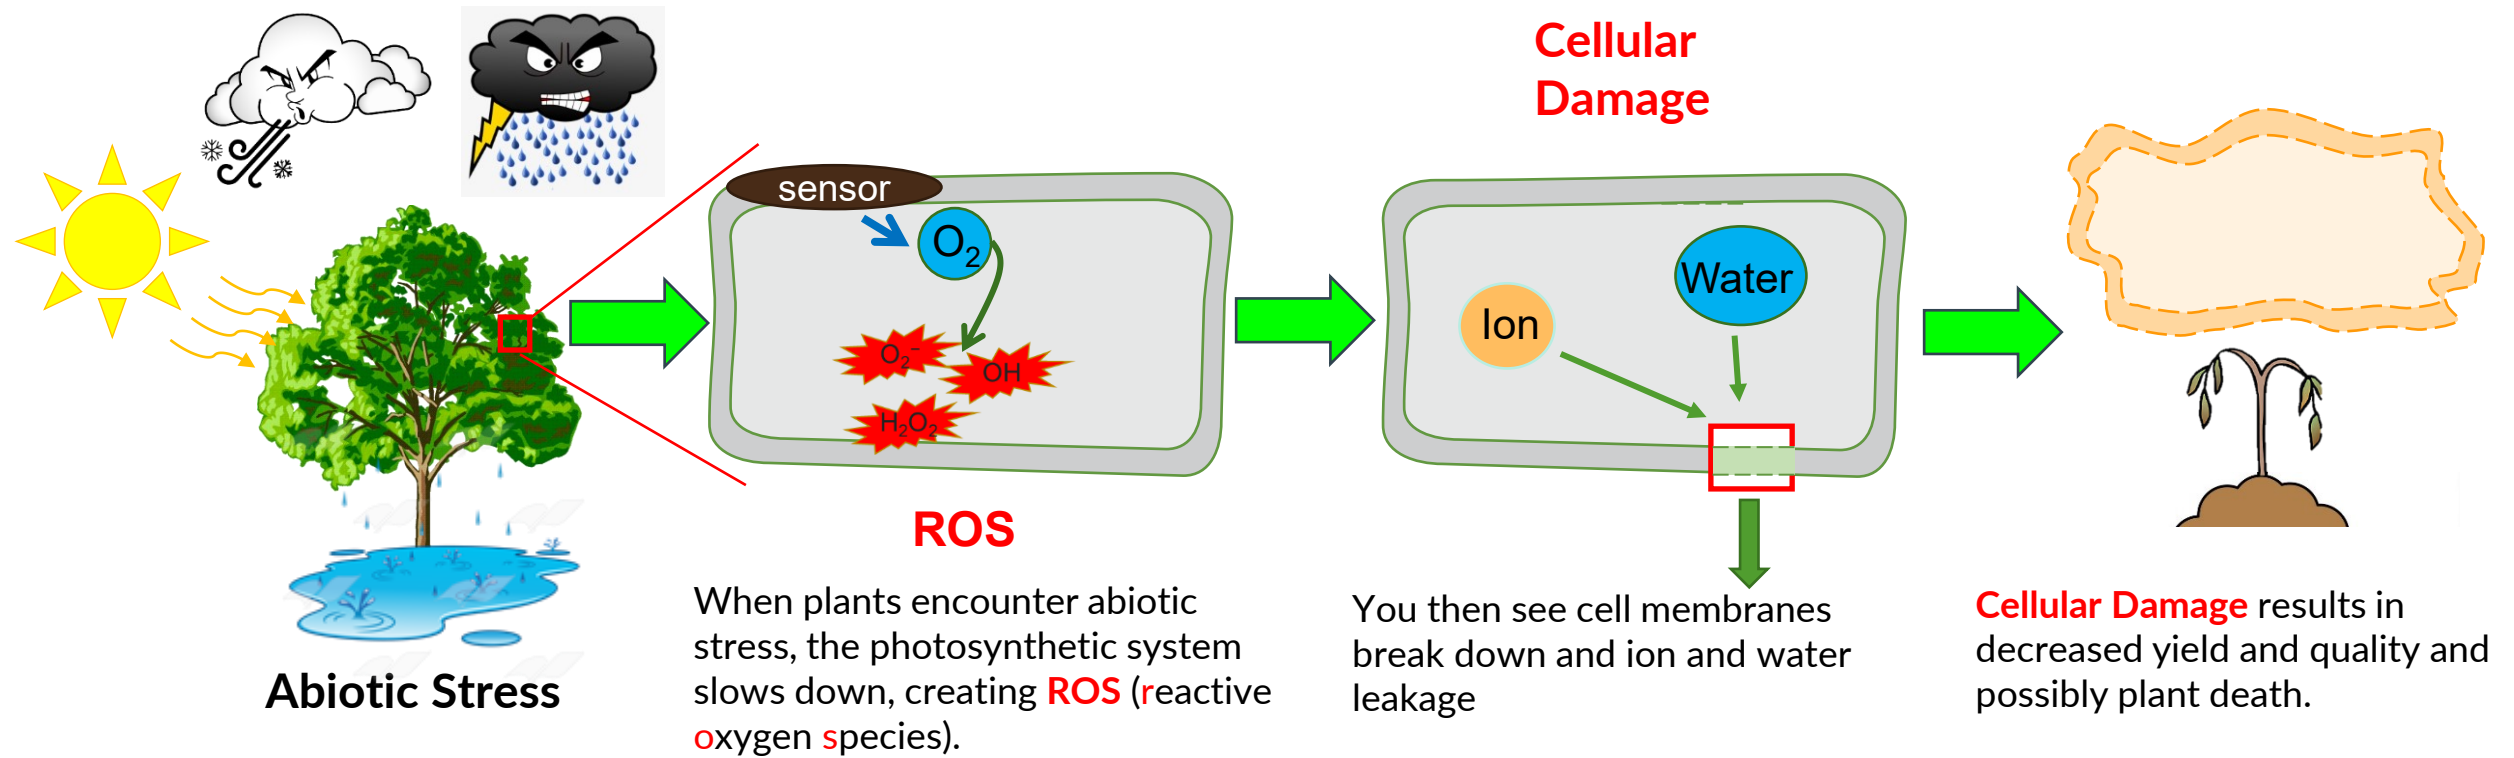 Abiotic Stress
sensor
O₂
O₂⁻
OH
H₂O₂
ROS
When plants encounter abiotic
stress, the photosynthetic system
slows down, creating ROS (reactive
oxygen species).
Cellular
Damage
Ion
Water
You then see cell membranes
break down and ion and water
leakage
Cellular Damage results in
decreased yield and quality and
possibly plant death.